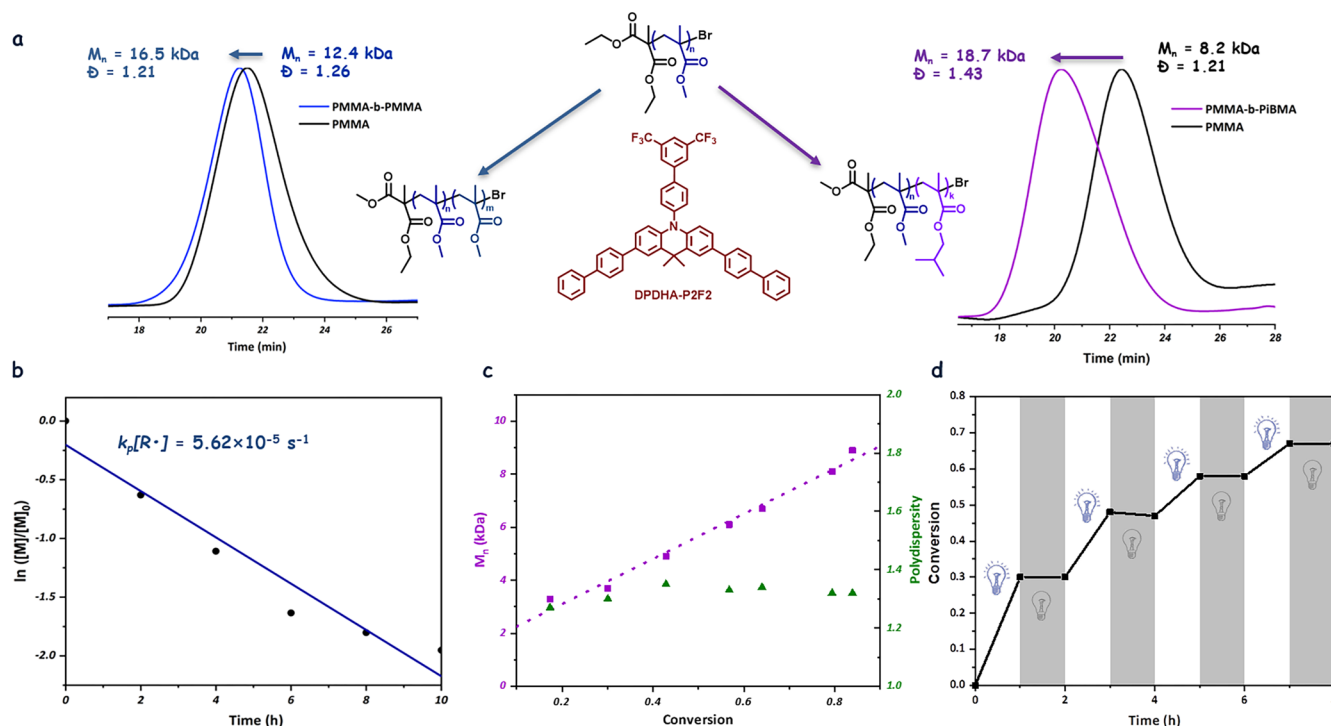 a
Mn = 16.5 kDa
Đ = 1.21
Mn = 12.4 kDa
Đ = 1.26
PMMA-b-PMMA
PMMA
18 20 22 24 26
Time (min)
O O O O n Br O O
O O O O n m Br O O O O
CF3 CF3
N
DPDHA-P2F2
O O O O n k Br O O O O
Mn = 18.7 kDa
Đ = 1.43
Mn = 8.2 kDa
Đ = 1.21
PMMA-b-PiBMA
PMMA
18 20 22 24 26 28
Time (min)
b
kp[R•] = 5.62×10-5 s-1
ln ([M]/[M]0)
0.0
-0.5
-1.0
-1.5
-2.0
0 2 4 6 8 10
Time (h)
c
Mn (kDa)
10
8
6
4
2
0
0.2 0.4 0.6 0.8
Conversion
2.0
1.8
1.6
1.4
1.2
1.0
Polydispersity
d
Conversion
0.8
0.7
0.6
0.5
0.4
0.3
0.2
0.1
0.0
0 2 4 6
Time (h)